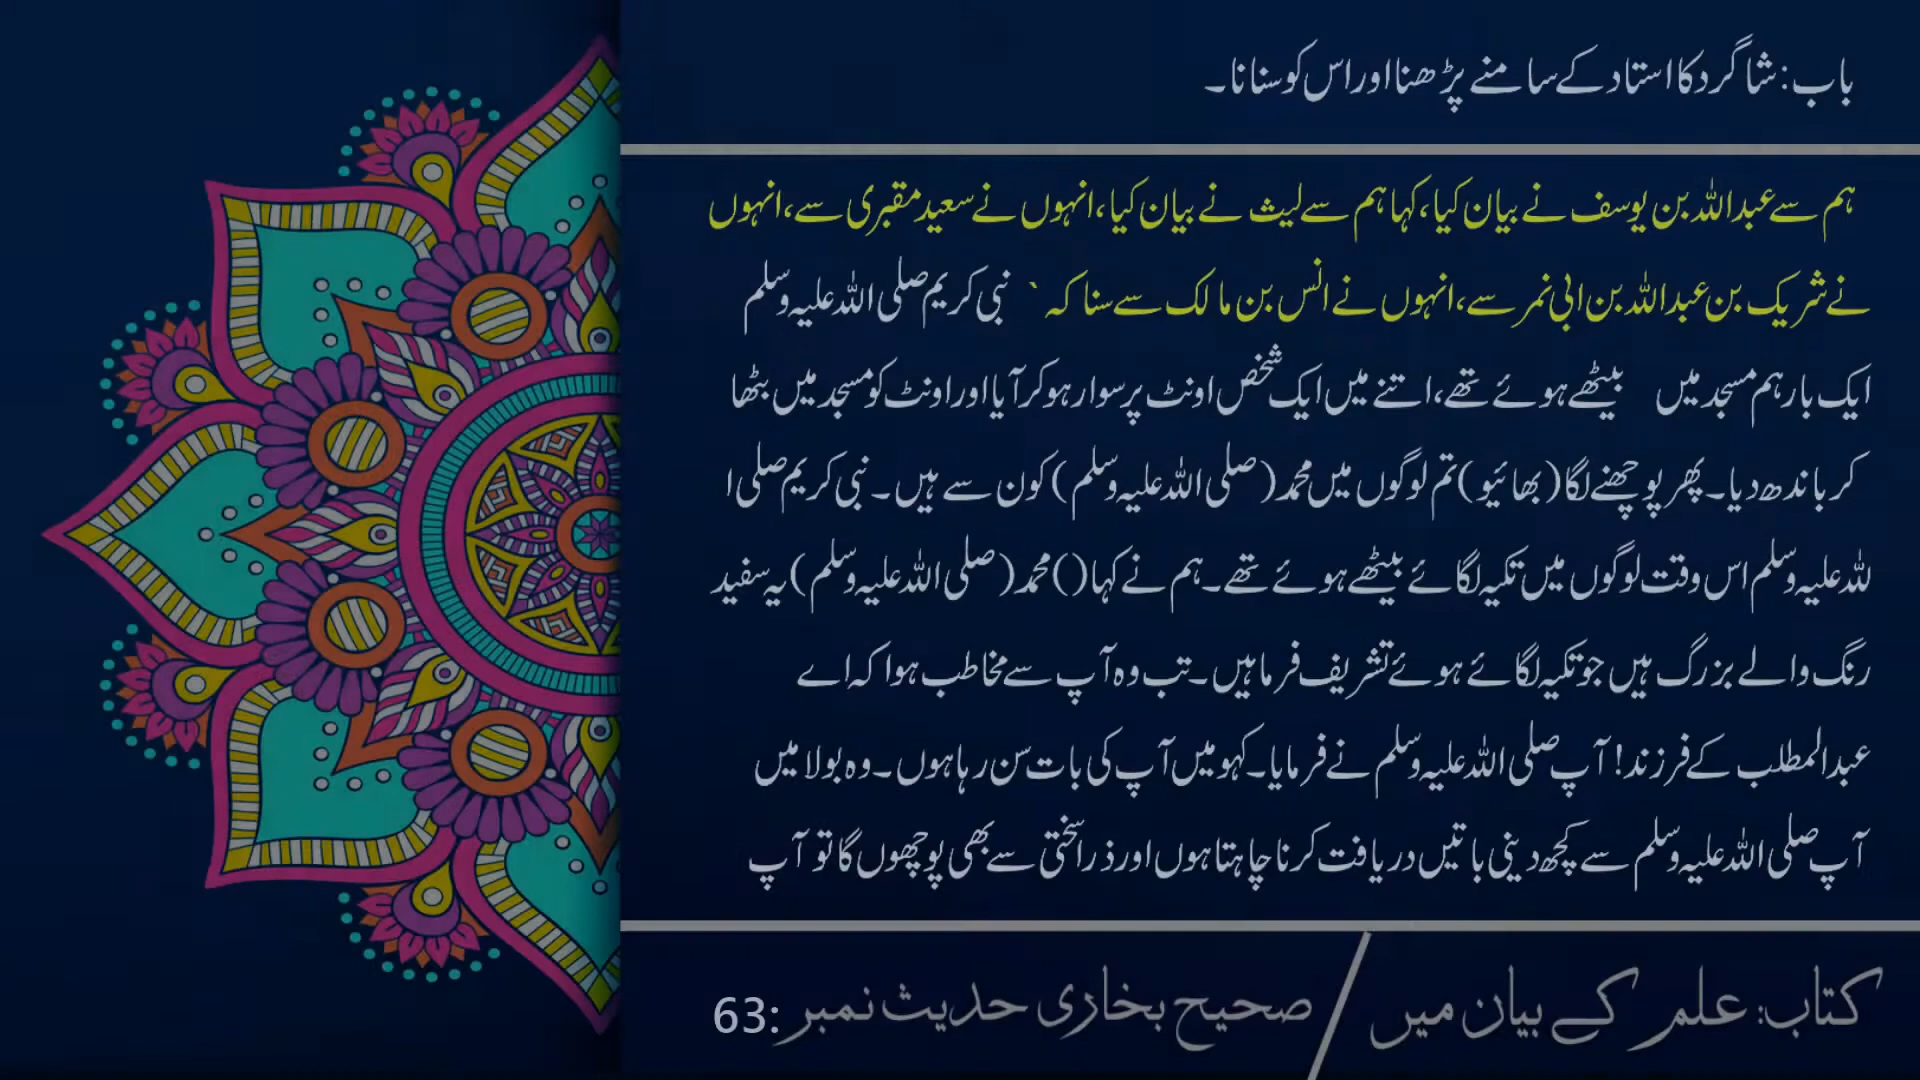 باب: شاگرد کا استاد کے سامنے پڑھنا اور اس کو سنانا۔
ہم سے عبداللہ بن یوسف نے بیان کیا، کہا ہم سے لیث نے بیان کیا، انہوں نے سعید مقبری سے، انہوں
نے شریک بن عبداللہ بن ابی نمر سے، انہوں نے انس بن مالک سے سنا کہ ` نبی کریم صلی اللہ علیہ وسلم
ایک بار ہم مسجد میں بیٹھے ہوئے تھے، اتنے میں ایک شخص اونٹ پر سوار ہو کر آیا اور اونٹ کو مسجد میں بٹھا
کر باندھ دیا۔ پھر پوچھنے لگا (بھائیو) تم لوگوں میں محمد (صلی اللہ علیہ وسلم) کون سے ہیں۔ نبی کریم صلی ا
للہ علیہ وسلم اس وقت لوگوں میں تکیہ لگائے بیٹھے ہوئے تھے۔ ہم نے کہا () محمد (صلی اللہ علیہ وسلم) یہ سفید
رنگ والے بزرگ ہیں جو تکیہ لگائے ہوئے تشریف فرما ہیں۔ تب وہ آپ سے مخاطب ہوا کہ اے
عبدالمطلب کے فرزند! آپ صلی اللہ علیہ وسلم نے فرمایا۔ کہو میں آپ کی بات سن رہا ہوں۔ وہ بولا میں
آپ صلی اللہ علیہ وسلم سے کچھ دینی باتیں دریافت کرنا چاہتا ہوں اور ذرا سختی سے بھی پوچھوں گا تو آپ
کتاب: علم کے بیان میں / صحیح بخاری حدیث نمبر :63